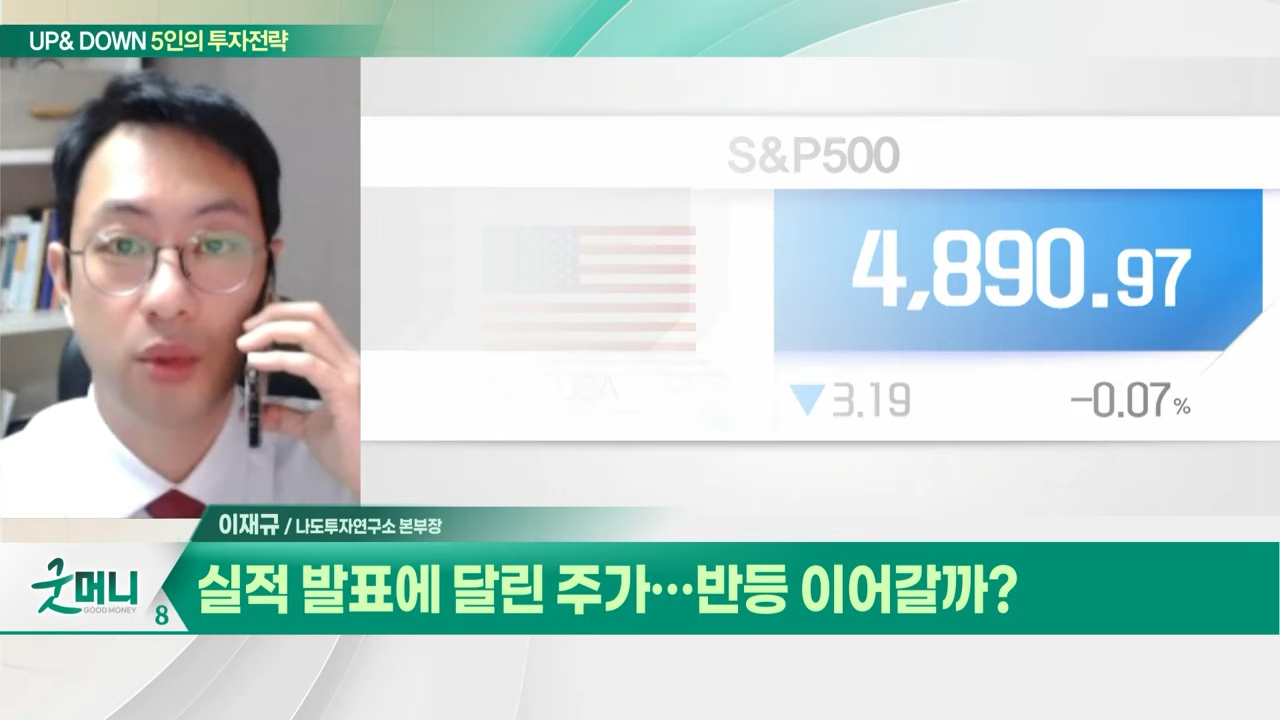 UP& DOWN 5인의 투자전략
S&P500
4,890.97
USA
▼3.19 -0.07%
이재규 / 나도투자연구소 본부장
굿머니
GOOD MONEY
8
실적 발표에 달린 주가…반등 이어갈까?